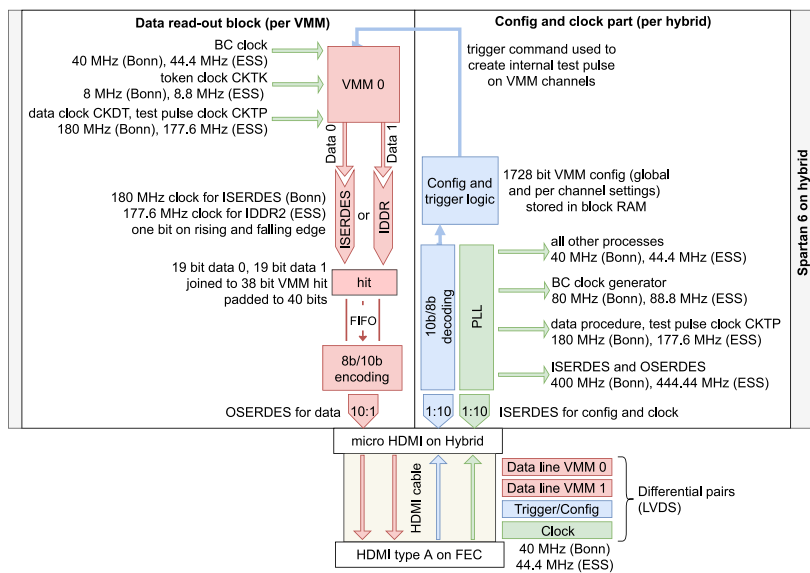 Data read-out block (per VMM)
BC clock
40 MHz (Bonn), 44.4 MHz (ESS)
token clock CKTK
8 MHz (Bonn), 8.8 MHz (ESS)
data clock CKDT, test pulse clock CKTP
180 MHz (Bonn), 177.6 MHz (ESS)
VMM 0
Data 0
Data 1
180 MHz clock for ISERDES (Bonn)
177.6 MHz clock for IDDR2 (ESS)
one bit on rising and falling edge
ISERDES
or
IDDR
19 bit data 0, 19 bit data 1
joined to 38 bit VMM hit
padded to 40 bits
hit
FIFO
8b/10b
encoding
OSERDES for data
10:1
Config and clock part (per hybrid)
trigger command used to
create internal test pulse
on VMM channels
Config and
trigger logic
1728 bit VMM config (global
and per channel settings)
stored in block RAM
10b/8b
decoding
PLL
all other processes
40 MHz (Bonn), 44.4 MHz (ESS)
BC clock generator
80 MHz (Bonn), 88.8 MHz (ESS)
data procedure, test pulse clock CKTP
180 MHz (Bonn), 177.6 MHz (ESS)
ISERDES and OSERDES
400 MHz (Bonn), 444.44 MHz (ESS)
1:10
1:10
ISERDES for config and clock
Spartan 6 on hybrid
micro HDMI on Hybrid
HDMI cable
HDMI type A on FEC
Data line VMM 0
Data line VMM 1
Trigger/Config
Clock
40 MHz (Bonn)
44.4 MHz (ESS)
Differential pairs
(LVDS)